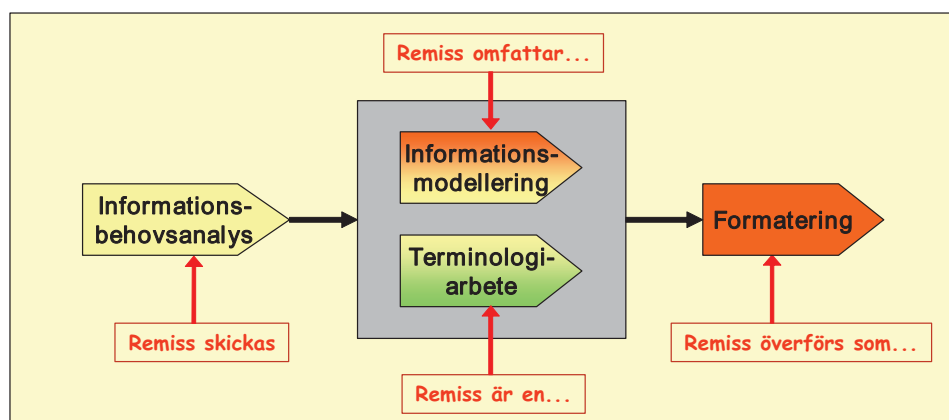 Remiss omfattar...
Informations-
modellering
Informations-
behovsanalys
Formatering
Terminologi-
arbete
Remiss skickas
Remiss överförs som...
Remiss är en...